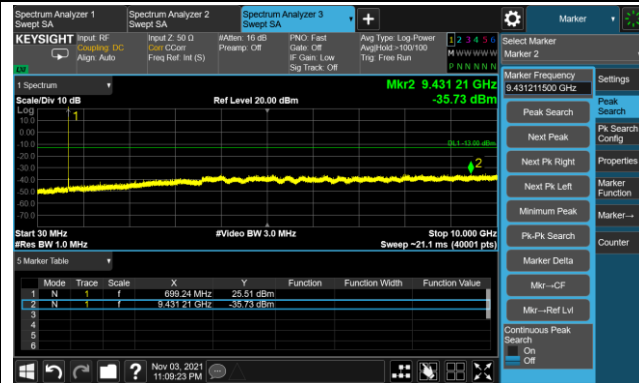 Spectrum Analyzer 1
Swept SA
Spectrum Analyzer 2
Swept SA
Spectrum Analyzer 3
Swept SA
+
Marker
KEYSIGHT
Input: RF
Coupling: DC
Align: Auto
Input Z: 50 Ω
Corr CCorr
Freq Ref: Int (S)
#Atten: 16 dB
Preamp: Off
PNO: Fast
Gate: Off
IF Gain: Low
Sig Track: Off
Avg Type: Log-Power
Avg|Hold:>100/100
Trig: Free Run
1 2 3 4 5 6
M W W W W W
P N N N N N
Select Marker
Marker 2
1 Spectrum
Scale/Div 10 dB
Ref Level 20.00 dBm
Mkr2 9.431 21 GHz
-35.73 dBm
Log
10.0
0.00
-10.0
-20.0
-30.0
-40.0
-50.0
-60.0
-70.0
1
DL1 -13.00 dBm
2
Start 30 MHz
#Res BW 1.0 MHz
#Video BW 3.0 MHz
Stop 10.000 GHz
Sweep ~21.1 ms (40001 pts)
5 Marker Table
Mode Trace Scale X Y Function Function Width Function Value
1 N 1 f 699.24 MHz 25.51 dBm
2 N 1 f 9.431 21 GHz -35.73 dBm
3
4
5
6
Marker Frequency
9.431211500 GHz
Peak Search
Next Peak
Next Pk Right
Next Pk Left
Minimum Peak
Pk-Pk Search
Marker Delta
Mkr→CF
Mkr→Ref Lvl
Continuous Peak
Search
On
Off
Settings
Peak
Search
Pk Search
Config
Properties
Marker
Function
Marker→
Counter
?
Nov 03, 2021
11:09:23 PM